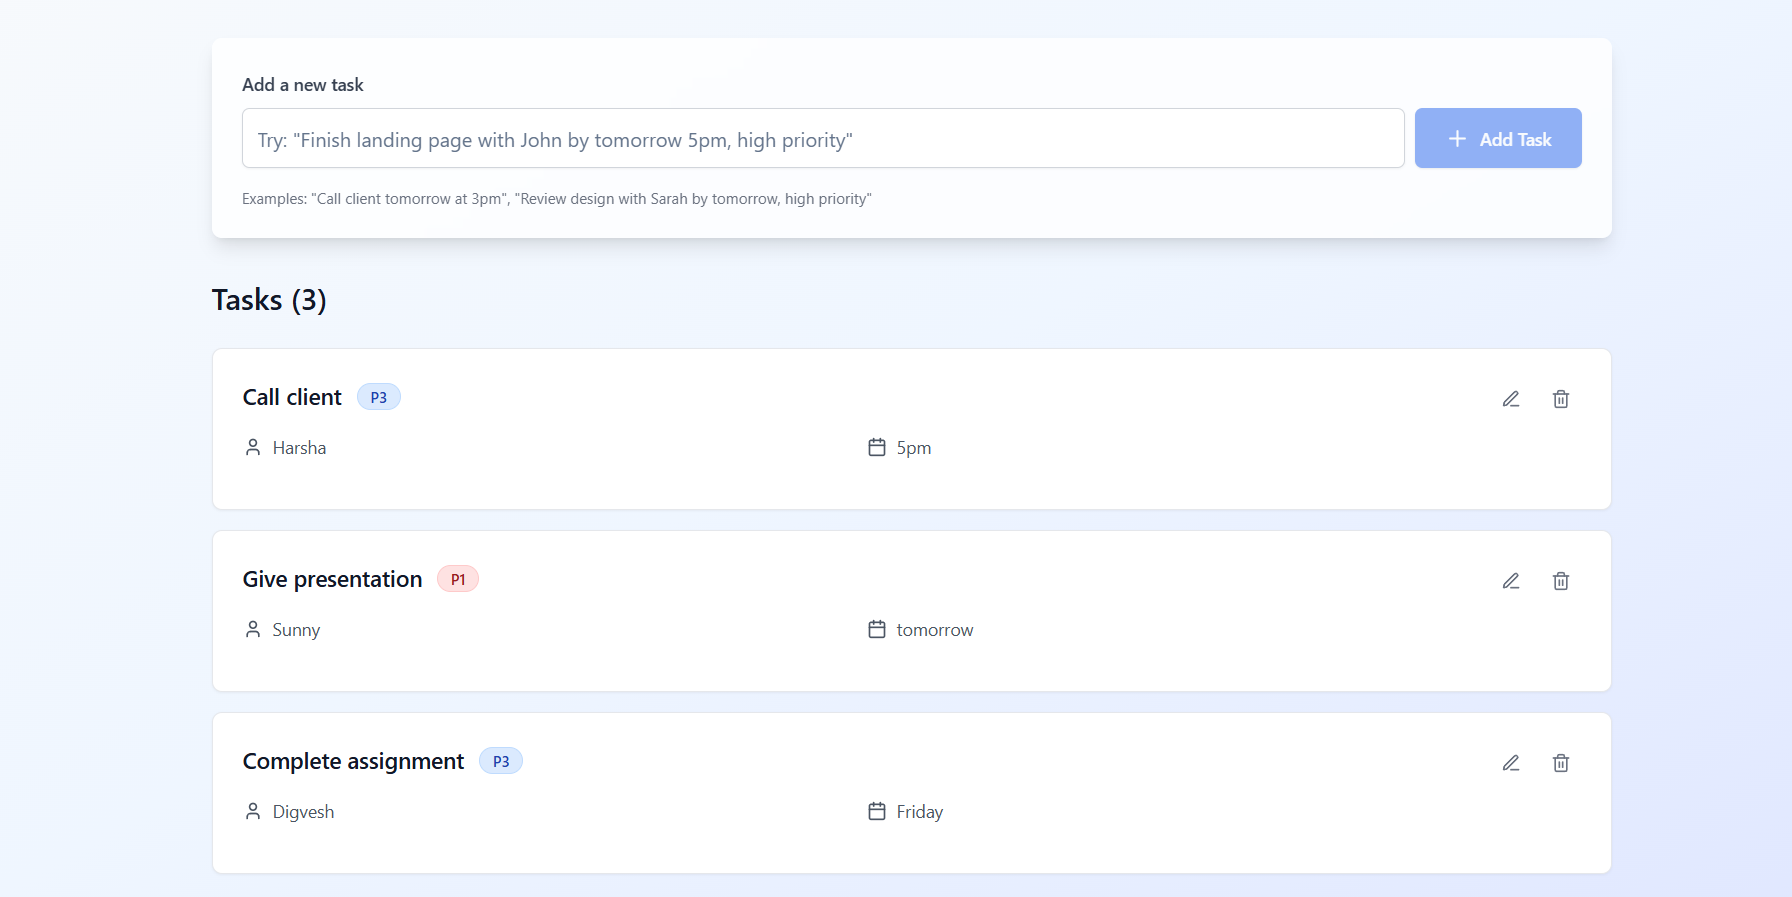 Add a new task
Try: "Finish landing page with John by tomorrow 5pm, high priority"
Add Task
Examples: "Call client tomorrow at 3pm", "Review design with Sarah by tomorrow, high priority"
Tasks (3)
Call client P3
Harsha 5pm
Give presentation P1
Sunny tomorrow
Complete assignment P3
Digvesh Friday